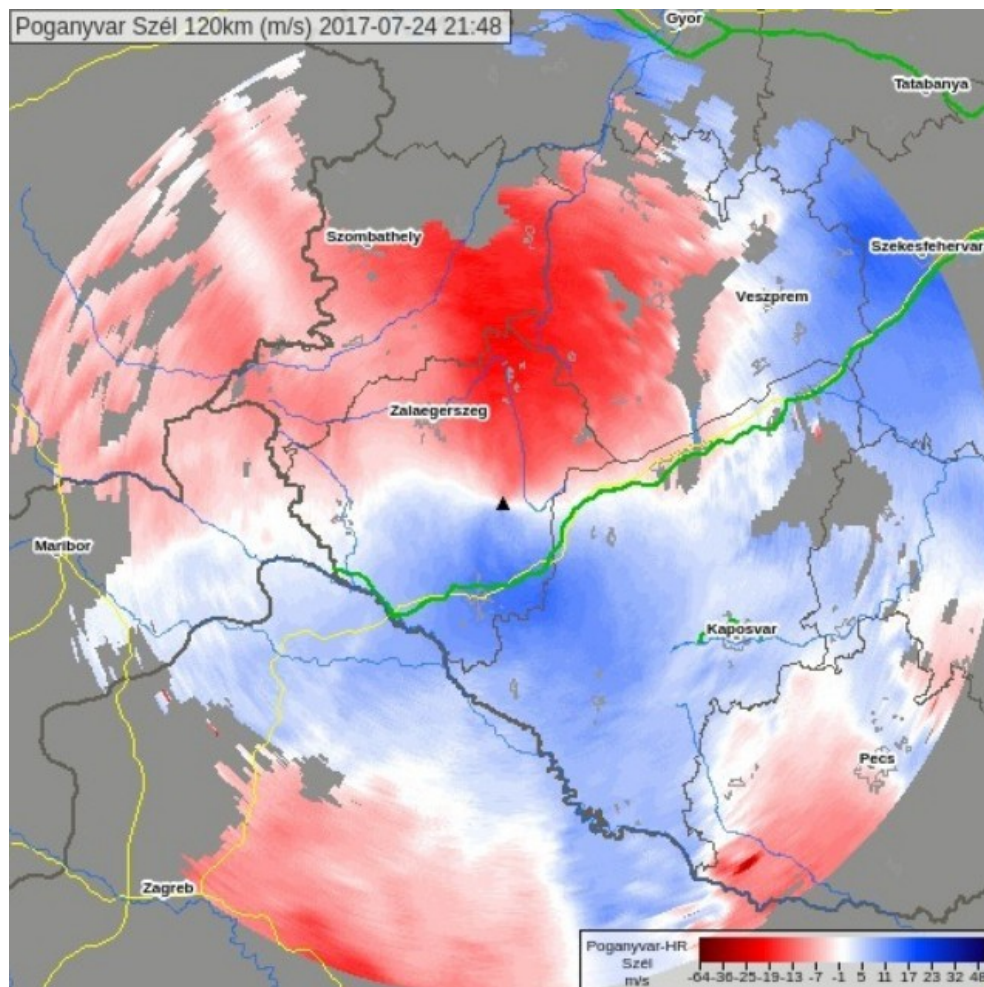 Poganyvar Szél 120km (m/s) 2017-07-24 21:48
Gyor
Tatabanya
Szombathely
Szekesfehervar
Veszprem
Zalaegerszeg
Maribor
Kaposvar
Pecs
Zagreb
Poganyvar-HR
Szél
m/s
-64-36-25-19-13 -7 -1 5 11 17 23 32 48